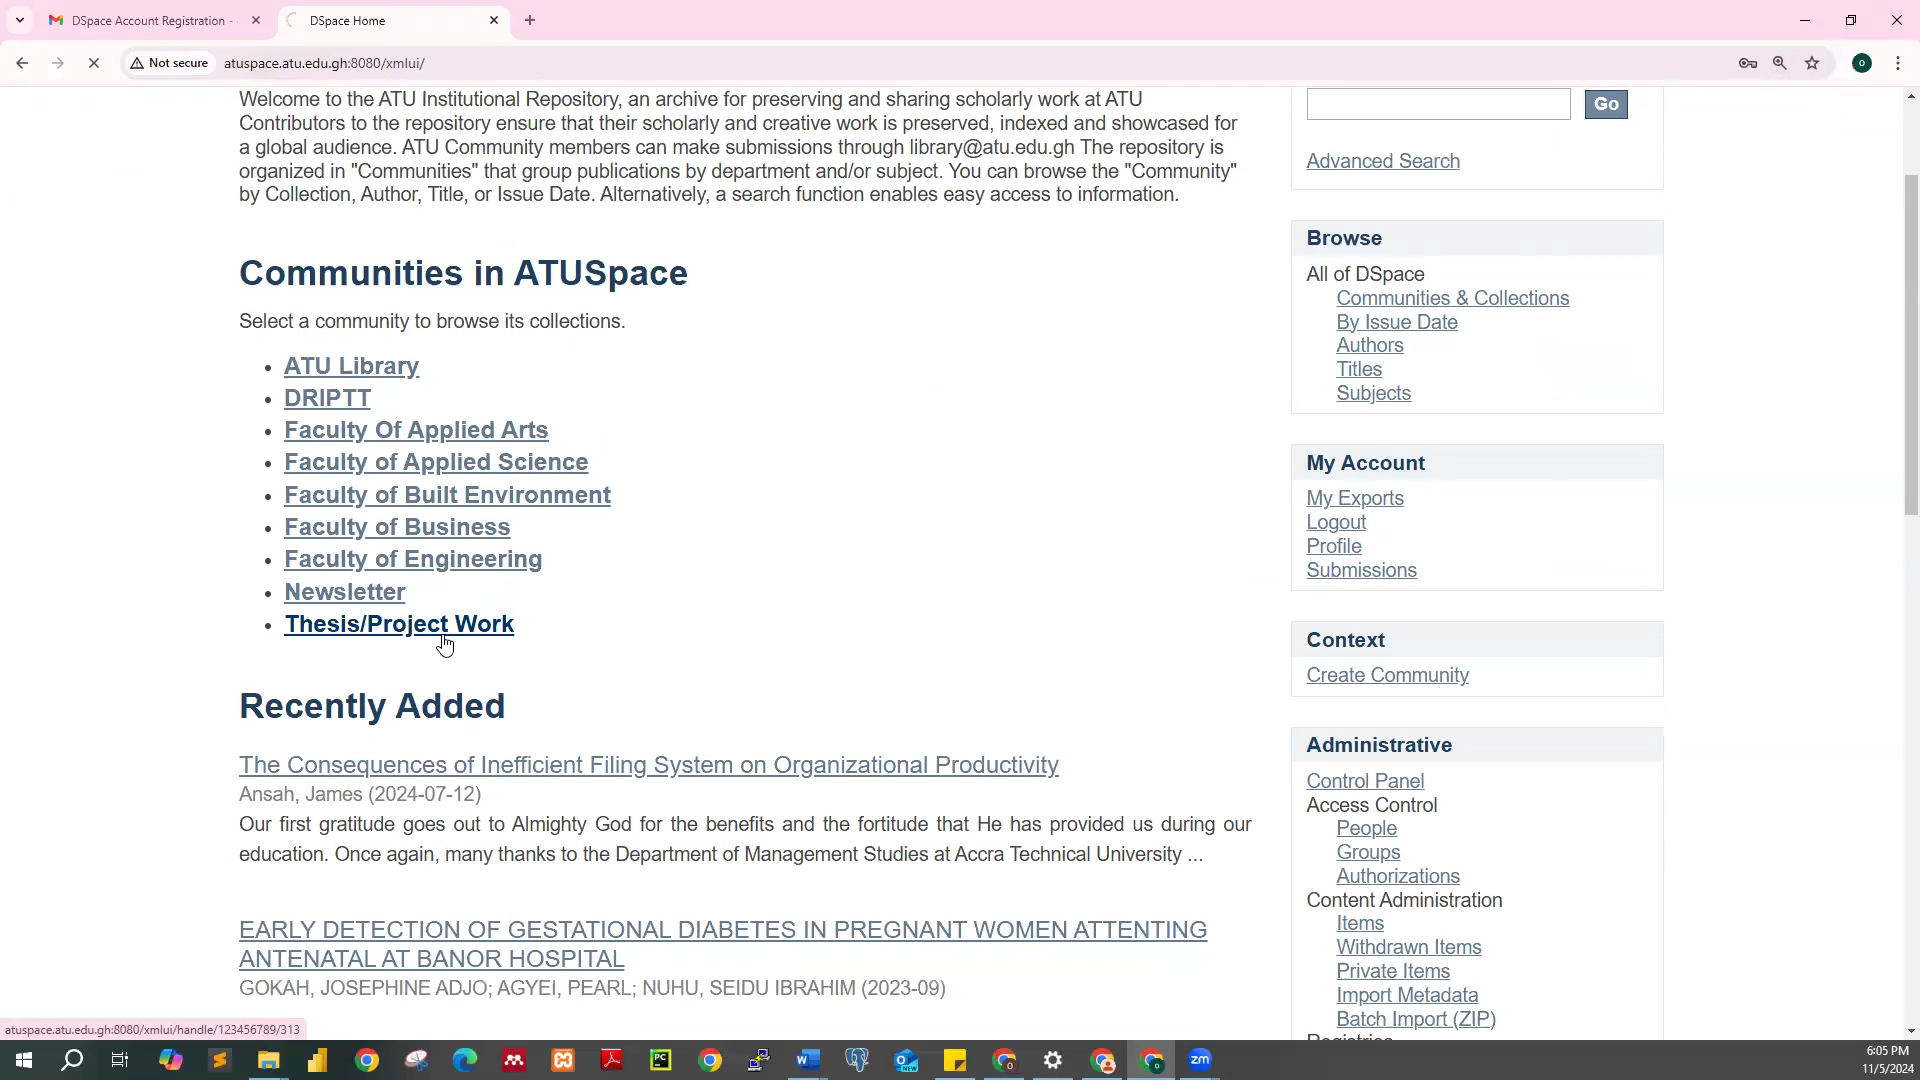 DSpace Account Registration -
DSpace Home
Not secure
atuspace.atu.edu.gh:8080/xmlui/
Welcome to the ATU Institutional Repository, an archive for preserving and sharing scholarly work at ATU
Contributors to the repository ensure that their scholarly and creative work is preserved, indexed and showcased for
a global audience. ATU Community members can make submissions through library@atu.edu.gh The repository is
organized in "Communities" that group publications by department and/or subject. You can browse the "Community"
by Collection, Author, Title, or Issue Date. Alternatively, a search function enables easy access to information.
Communities in ATUSpace
Select a community to browse its collections.
ATU Library
DRIPTT
Faculty Of Applied Arts
Faculty of Applied Science
Faculty of Built Environment
Faculty of Business
Faculty of Engineering
Newsletter
Thesis/Project Work
Recently Added
The Consequences of Inefficient Filing System on Organizational Productivity
Ansah, James (2024-07-12)
Our first gratitude goes out to Almighty God for the benefits and the fortitude that He has provided us during our
education. Once again, many thanks to the Department of Management Studies at Accra Technical University ...
EARLY DETECTION OF GESTATIONAL DIABETES IN PREGNANT WOMEN ATTENTING
ANTENATAL AT BANOR HOSPITAL
GOKAH, JOSEPHINE ADJO; AGYEI, PEARL; NUHU, SEIDU IBRAHIM (2023-09)
Go
Advanced Search
Browse
All of DSpace
Communities & Collections
By Issue Date
Authors
Titles
Subjects
My Account
My Exports
Logout
Profile
Submissions
Context
Create Community
Administrative
Control Panel
Access Control
People
Groups
Authorizations
Content Administration
Items
Withdrawn Items
Private Items
Import Metadata
Batch Import (ZIP)
Registries
atuspace.atu.edu.gh:8080/xmlui/handle/123456789/313
6:05 PM
11/5/2024